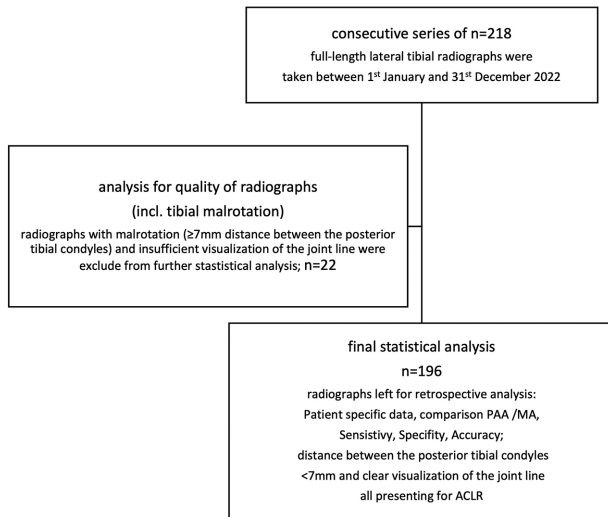 consecutive series of n=218
full-length lateral tibial radiographs were
taken between 1st January and 31st December 2022
analysis for quality of radiographs
(incl. tibial malrotation)
radiographs with malrotation (≥7mm distance between the posterior
tibial condyles) and insufficient visualization of the joint line were
exclude from further stastistical analysis; n=22
final statistical analysis
n=196
radiographs left for retrospective analysis:
Patient specific data, comparison PAA /MA,
Sensistivy, Specifity, Accuracy;
distance between the posterior tibial condyles
<7mm and clear visualization of the joint line
all presenting for ACLR